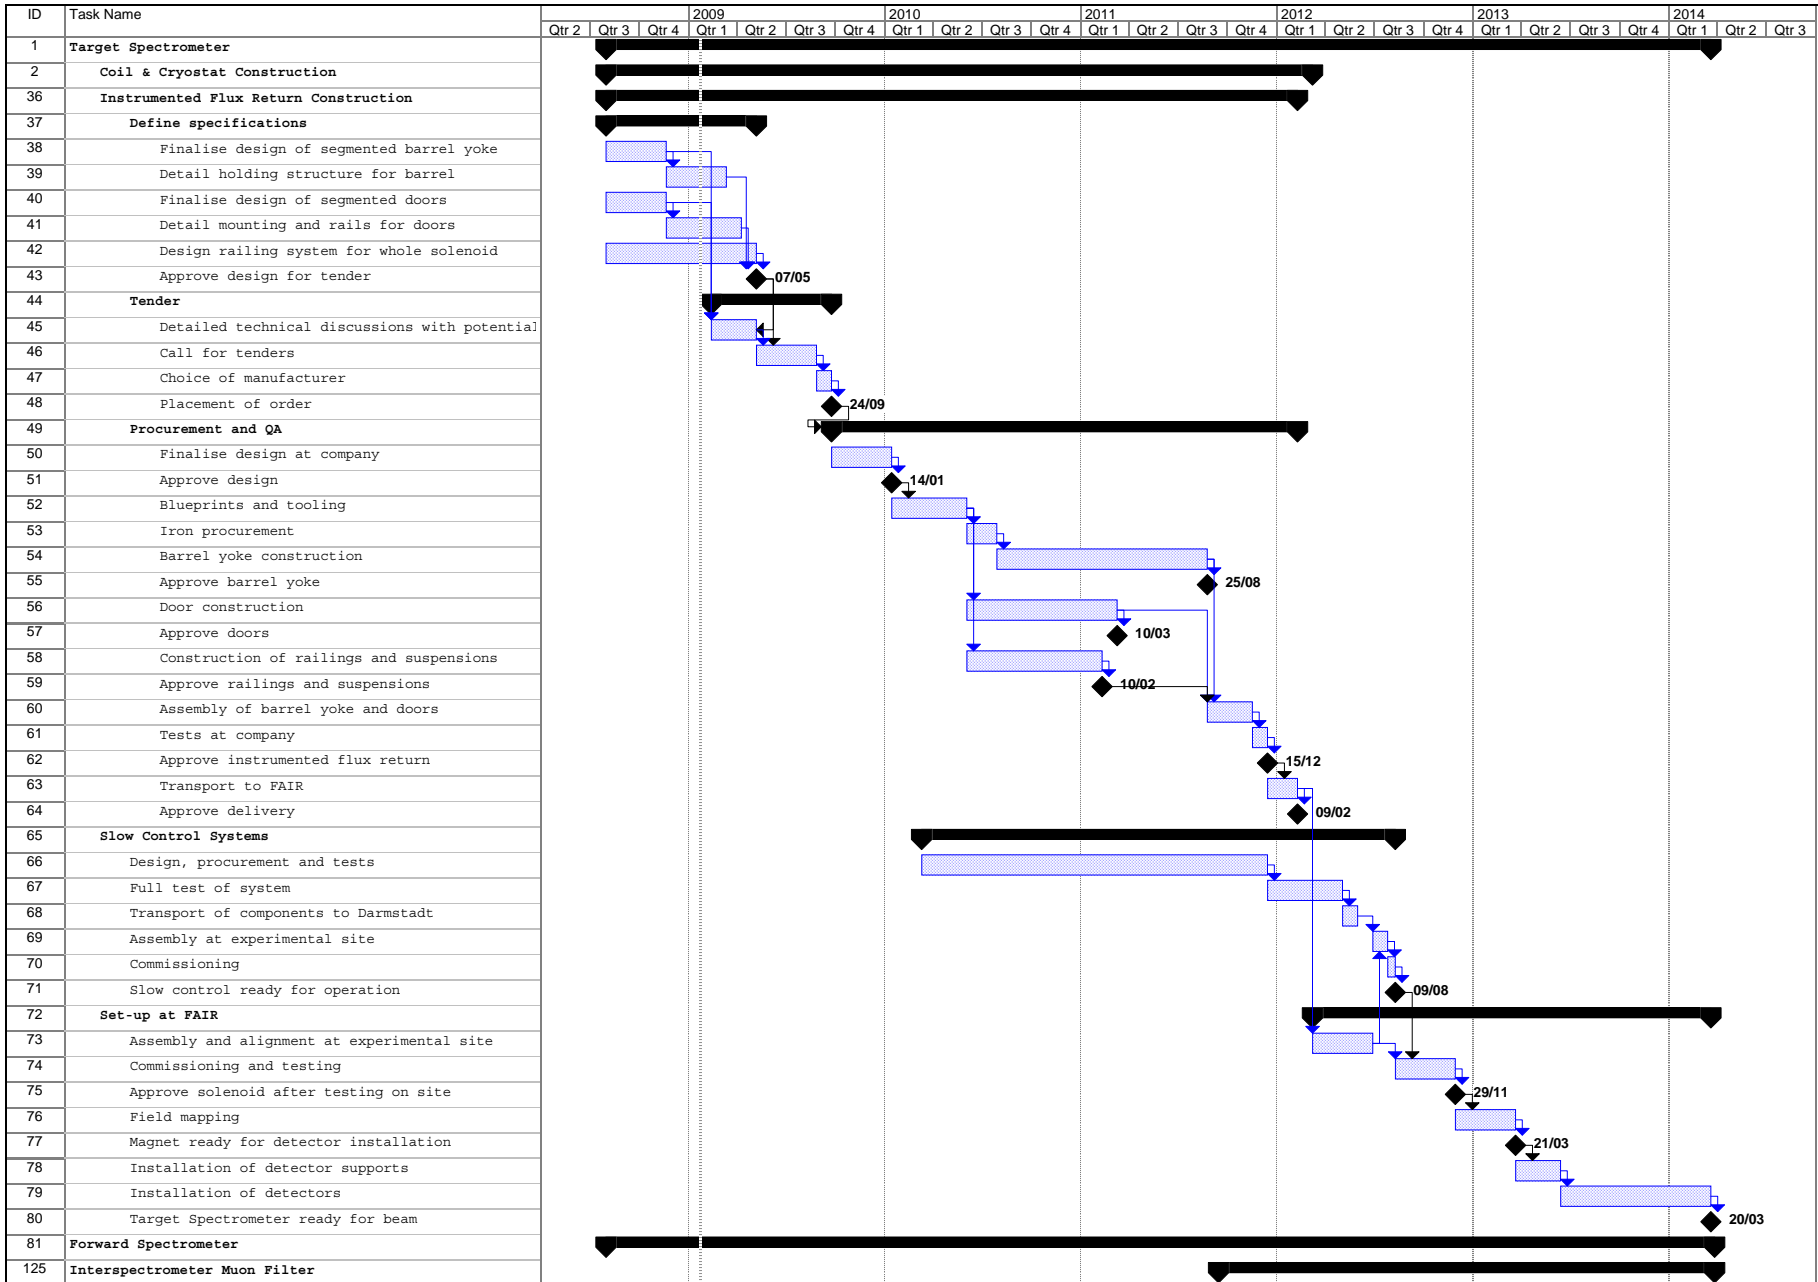 ID Task Name 2009 2010 2011 2012 2013 2014
Qtr 2 Qtr 3 Qtr 4 Qtr 1 Qtr 2 Qtr 3 Qtr 4 Qtr 1 Qtr 2 Qtr 3 Qtr 4 Qtr 1 Qtr 2 Qtr 3 Qtr 4 Qtr 1 Qtr 2 Qtr 3 Qtr 4 Qtr 1 Qtr 2 Qtr 3 Qtr 4 Qtr 1 Qtr 2 Qtr 3
1 Target Spectrometer
2 Coil & Cryostat Construction
36 Instrumented Flux Return Construction
37 Define specifications
38 Finalise design of segmented barrel yoke
39 Detail holding structure for barrel
40 Finalise design of segmented doors
41 Detail mounting and rails for doors
42 Design railing system for whole solenoid
43 Approve design for tender 07/05
44 Tender
45 Detailed technical discussions with potential
46 Call for tenders
47 Choice of manufacturer
48 Placement of order 24/09
49 Procurement and QA
50 Finalise design at company
51 Approve design 14/01
52 Blueprints and tooling
53 Iron procurement
54 Barrel yoke construction
55 Approve barrel yoke 25/08
56 Door construction
57 Approve doors 10/03
58 Construction of railings and suspensions
59 Approve railings and suspensions 10/02
60 Assembly of barrel yoke and doors
61 Tests at company
62 Approve instrumented flux return 15/12
63 Transport to FAIR
64 Approve delivery 09/02
65 Slow Control Systems
66 Design, procurement and tests
67 Full test of system
68 Transport of components to Darmstadt
69 Assembly at experimental site
70 Commissioning
71 Slow control ready for operation 09/08
72 Set-up at FAIR
73 Assembly and alignment at experimental site
74 Commissioning and testing
75 Approve solenoid after testing on site 29/11
76 Field mapping
77 Magnet ready for detector installation 21/03
78 Installation of detector supports
79 Installation of detectors
80 Target Spectrometer ready for beam 20/03
81 Forward Spectrometer
125 Interspectrometer Muon Filter